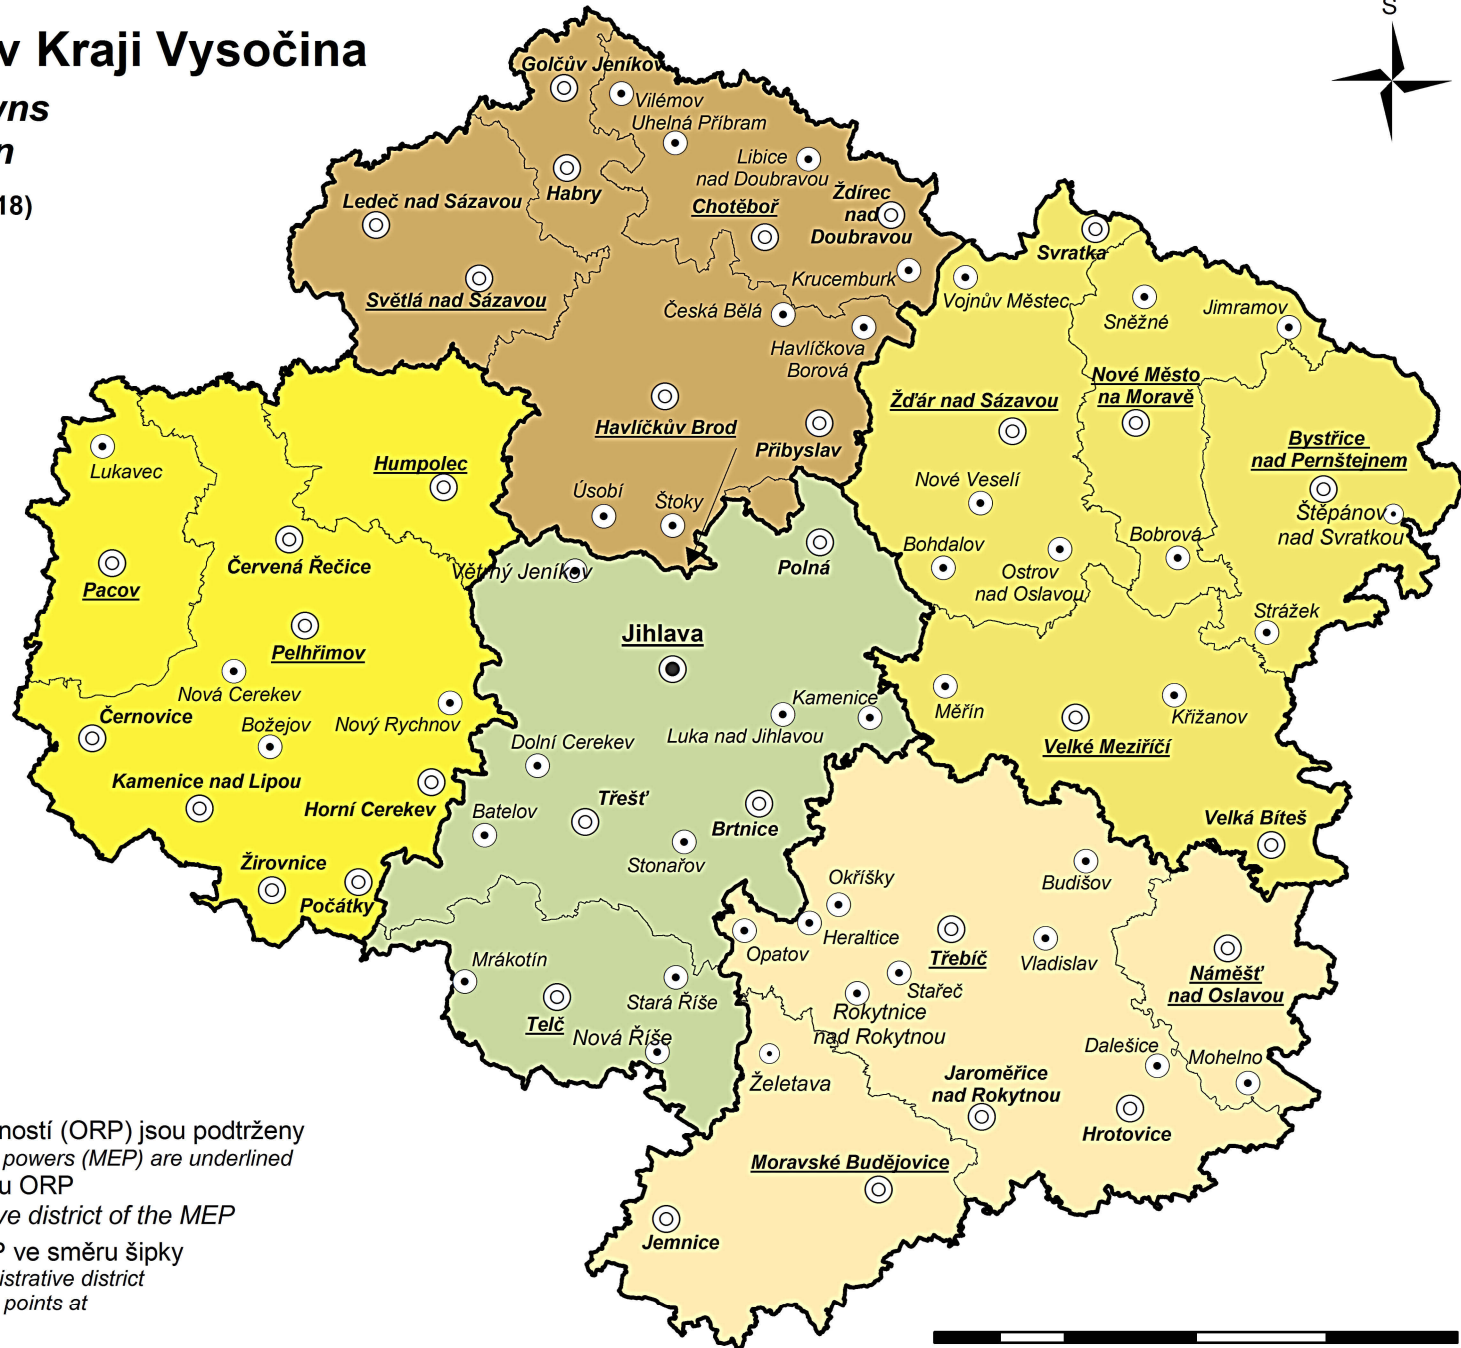 v Kraji Vysočina
wns
n
18)
S
Golčův Jeníkov
Vilémov
Uhelná Příbram
Libice
nad Doubravou
Habry
Ledeč nad Sázavou
Chotěboř
Ždírec
nad
Doubravou
Světlá nad Sázavou
Krucemburk
Česká Bělá
Havlíčkova
Borová
Havlíčkův Brod
Přibyslav
Úsobí
Štoky
Svratka
Vojnův Městec
Sněžné
Jimramov
Nové Město
na Moravě
Žďár nad Sázavou
Bystřice
nad Pernštejnem
Nové Veselí
Štěpánov
nad Svratkou
Bohdalov
Ostrov
nad Oslavou
Bobrová
Strážek
Měřín
Křižanov
Velké Meziříčí
Velká Bíteš
Lukavec
Humpolec
Červená Řečice
Pacov
Pelhřimov
Nová Cerekev
Černovice
Božejov
Nový Rychnov
Kamenice nad Lipou
Horní Cerekev
Žirovnice
Počátky
Větrný Jeníkov
Polná
Jihlava
Kamenice
Luka nad Jihlavou
Dolní Cerekev
Třešť
Batelov
Brtnice
Stonařov
Mrákotín
Stará Říše
Telč
Nová Říše
Okříšky
Budišov
Heraltice
Opatov
Třebíč
Vladislav
Stařeč
Náměšť
nad Oslavou
Rokytnice
nad Rokytnou
Želetava
Dalešice
Mohelno
Jaroměřice
nad Rokytnou
Hrotovice
Moravské Budějovice
Jemnice
ností (ORP) jsou podtrženy
powers (MEP) are underlined
u ORP
ve district of the MEP
P ve směru šipky
istrative district
points at